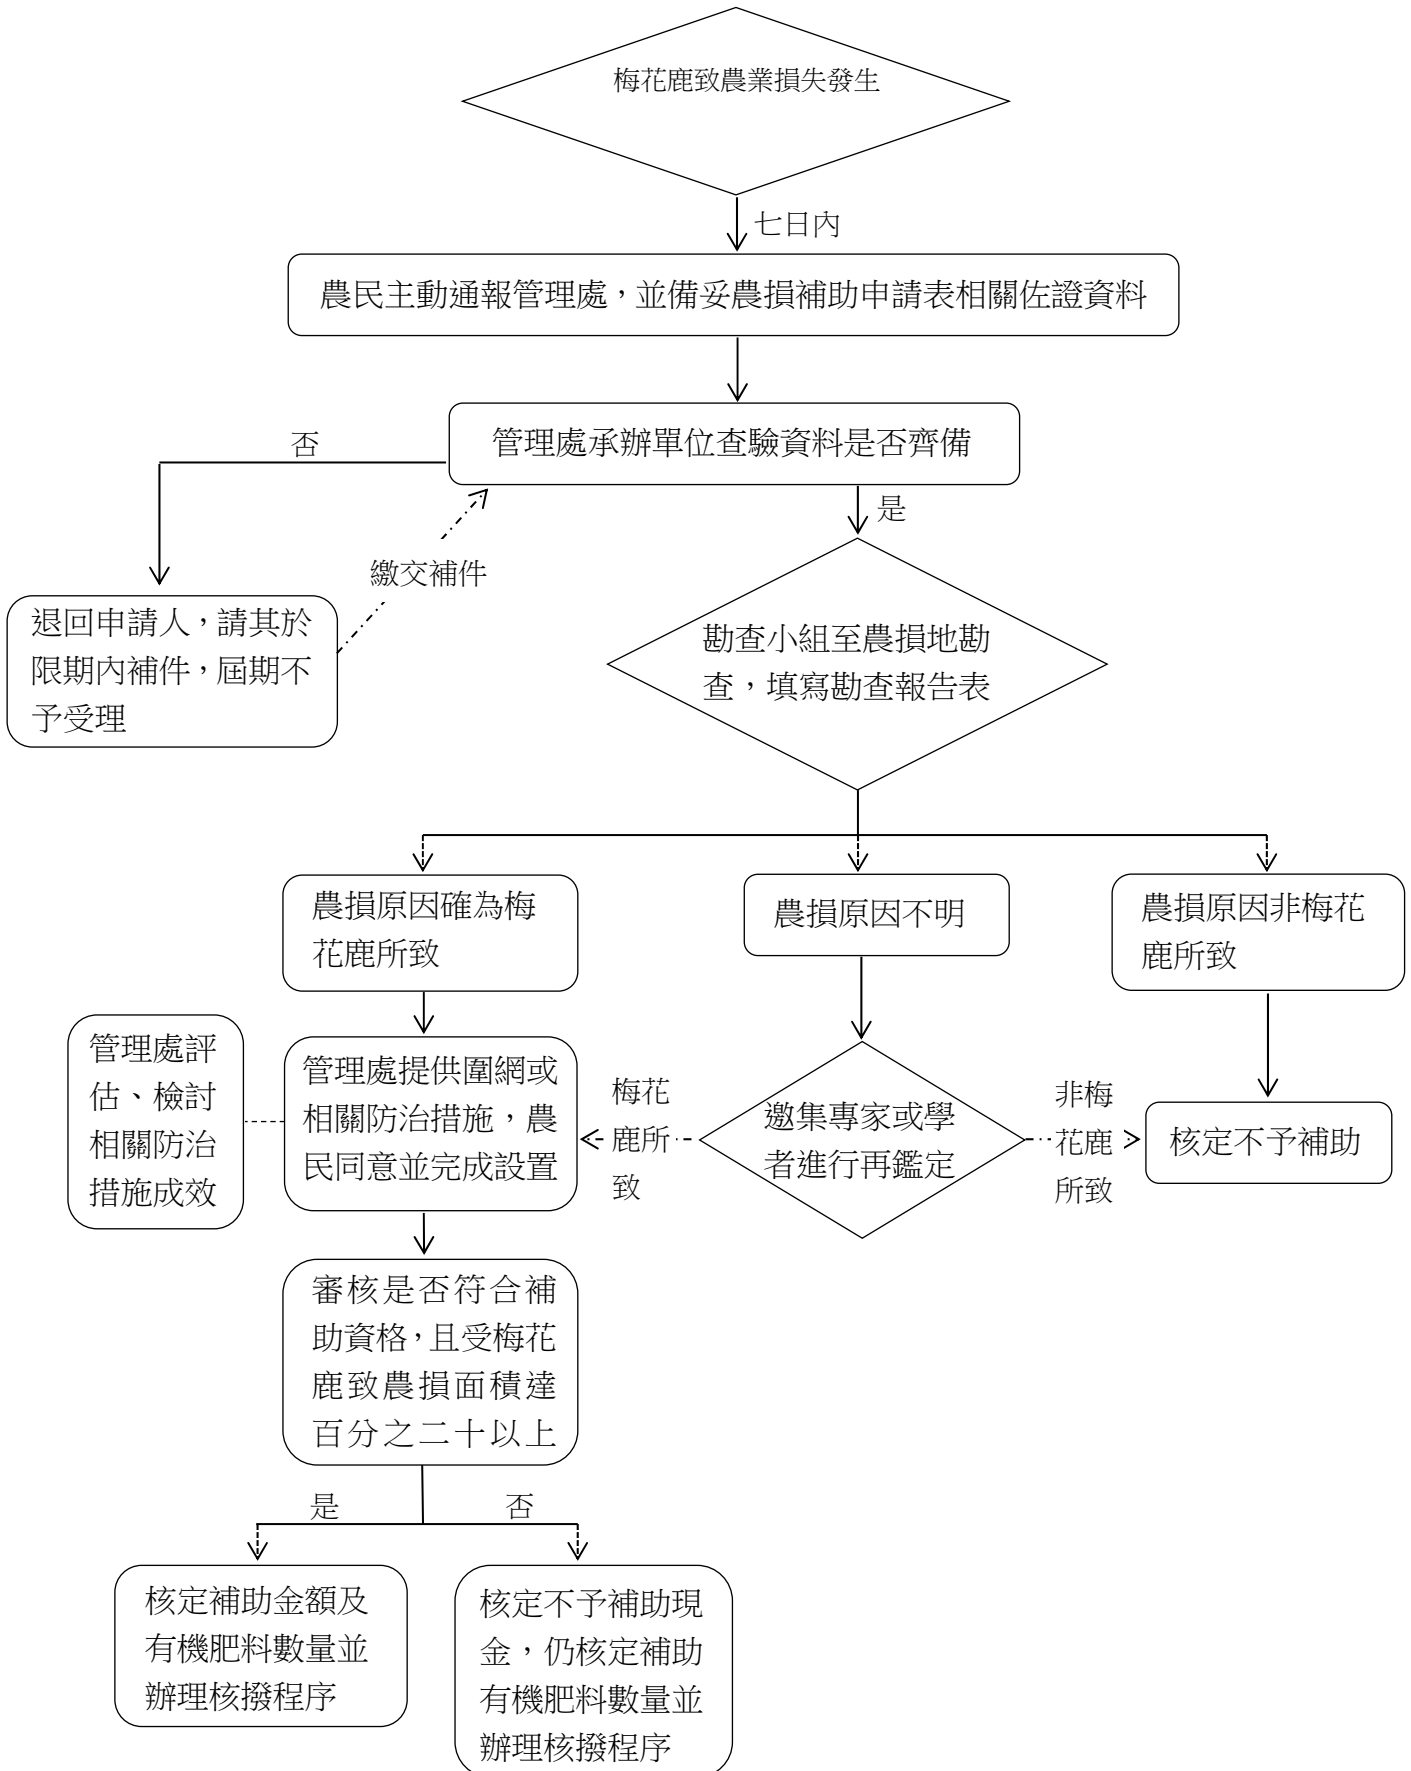 梅花鹿致農業損失發生
七日內
農民主動通報管理處，並備妥農損補助申請表相關佐證資料
管理處承辦單位查驗資料是否齊備
否
是
繳交補件
退回申請人，請其於
限期內補件，屆期不
予受理
勘查小組至農損地勘
查，填寫勘查報告表
農損原因確為梅
花鹿所致
農損原因不明
農損原因非梅花
鹿所致
管理處評
估、檢討
相關防治
措施成效
管理處提供圍網或
相關防治措施，農
民同意並完成設置
梅花
鹿所
致
邀集專家或學
者進行再鑑定
非梅
花鹿
所致
核定不予補助
審核是否符合補
助資格，且受梅花
鹿致農損面積達
百分之二十以上
是
否
核定補助金額及
有機肥料數量並
辦理核撥程序
核定不予補助現
金，仍核定補助
有機肥料數量並
辦理核撥程序